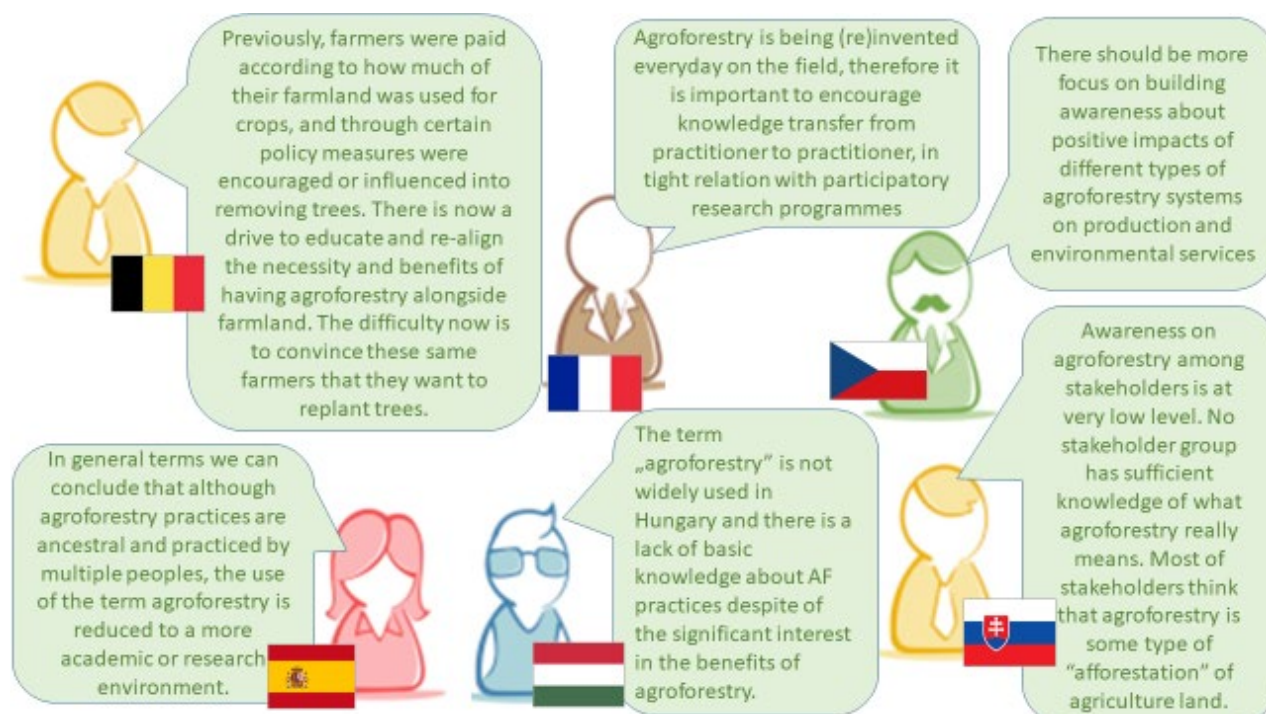 Previously, farmers were paid
according to how much of
their farmland was used for
crops, and through certain
policy measures were
encouraged or influenced into
removing trees. There is now a
drive to educate and re-align
the necessity and benefits of
having agroforestry alongside
farmland. The difficulty now is
to convince these same
farmers that they want to
replant trees.
Agroforestry is being (re)invented
everyday on the field, therefore it
is important to encourage
knowledge transfer from
practitioner to practitioner, in
tight relation with participatory
research programmes
There should be more
focus on building
awareness about
positive impacts of
different types of
agroforestry systems
on production and
environmental services
In general terms we can
conclude that although
agroforestry practices are
ancestral and practiced by
multiple peoples, the use
of the term agroforestry is
reduced to a more
academic or research
environment.
The term
„agroforestry” is not
widely used in
Hungary and there is a
lack of basic
knowledge about AF
practices despite of
the significant interest
in the benefits of
agroforestry.
Awareness on
agroforestry among
stakeholders is at
very low level. No
stakeholder group
has sufficient
knowledge of what
agroforestry really
means. Most of
stakeholders think
that agroforestry is
some type of
“afforestation” of
agriculture land.